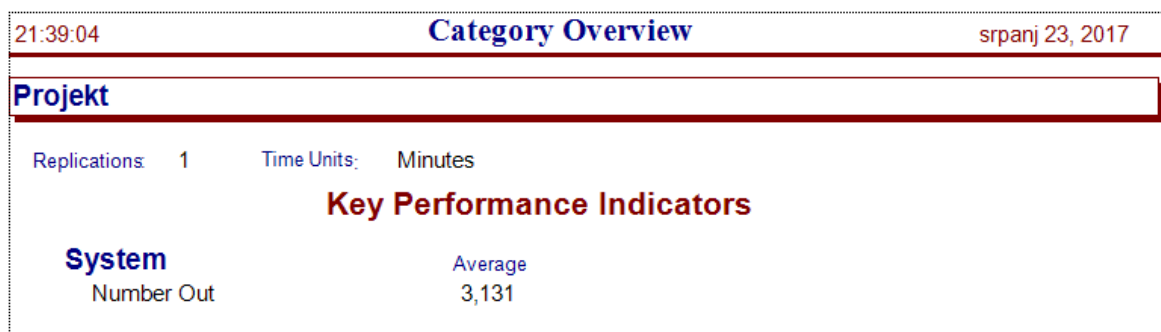 21:39:04 Category Overview srpanj 23, 2017
Projekt
Replications: 1 Time Units: Minutes
Key Performance Indicators
System Average
Number Out 3,131